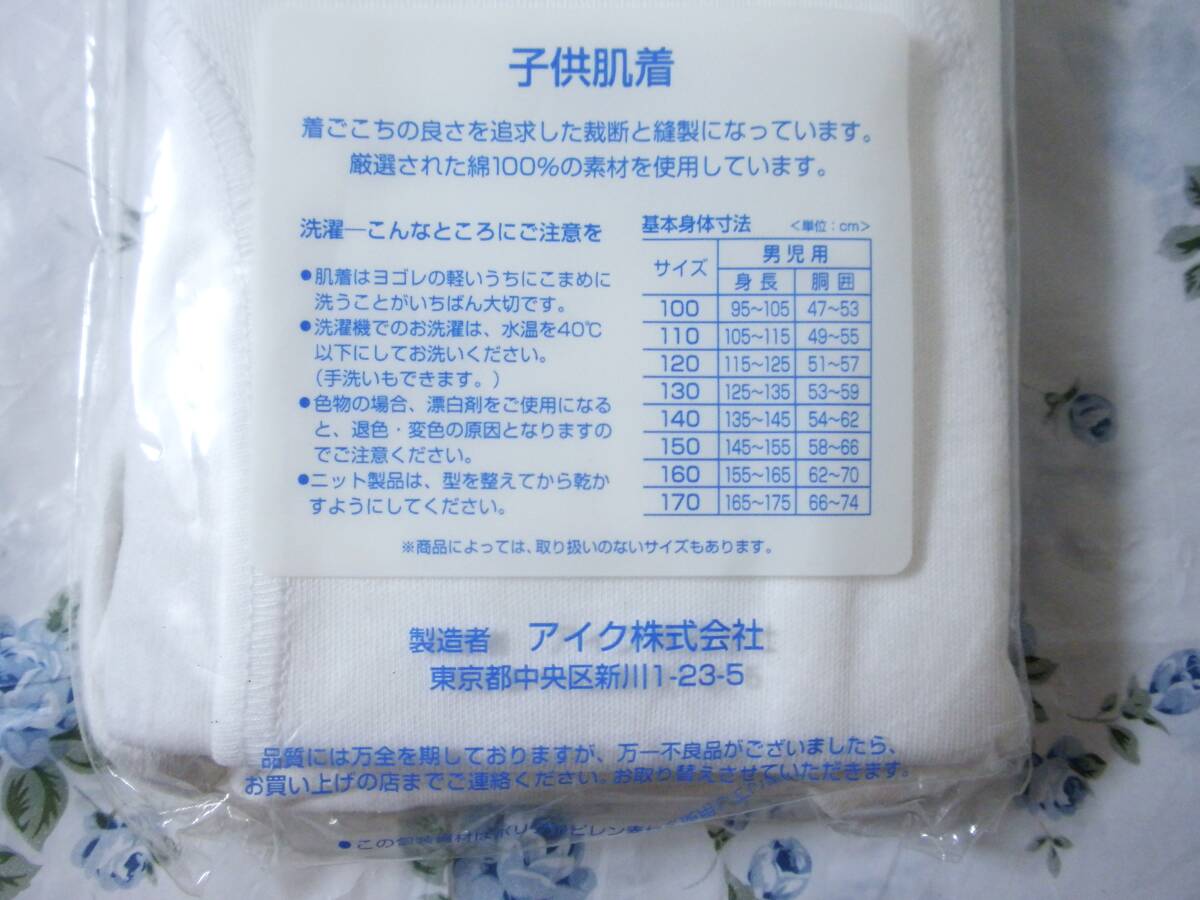 子供肌着
着ごこちの良さを追求した裁断と縫製になっています。
厳選された綿100%の素材を使用しています。
洗濯―こんなところにご注意を
●肌着はヨゴレの軽いうちにこまめに
洗うことがいちばん大切です。
●洗濯機でのお洗濯は、水温を40℃
以下にしてお洗いください。
(手洗いもできます。)
●色物の場合、漂白剤をご使用になる
と、退色・変色の原因となりますの
でご注意ください。
●ニット製品は、型を整えてから乾か
すようにしてください。
基本身体寸法 <単位:cm>
サイズ 男児用
身長 胴囲
100 95~105 47~53
110 105~115 49~55
120 115~125 51~57
130 125~135 53~59
140 135~145 54~62
150 145~155 58~66
160 155~165 62~70
170 165~175 66~74
※商品によっては、取り扱いのないサイズもあります。
製造者 アイク株式会社
東京都中央区新川1-23-5
品質には万全を期しておりますが、万一不良品がございましたら、
お買い上げの店までご連絡ください。お取り替えさせていただきます。
●この包装資材はポリプロピレン